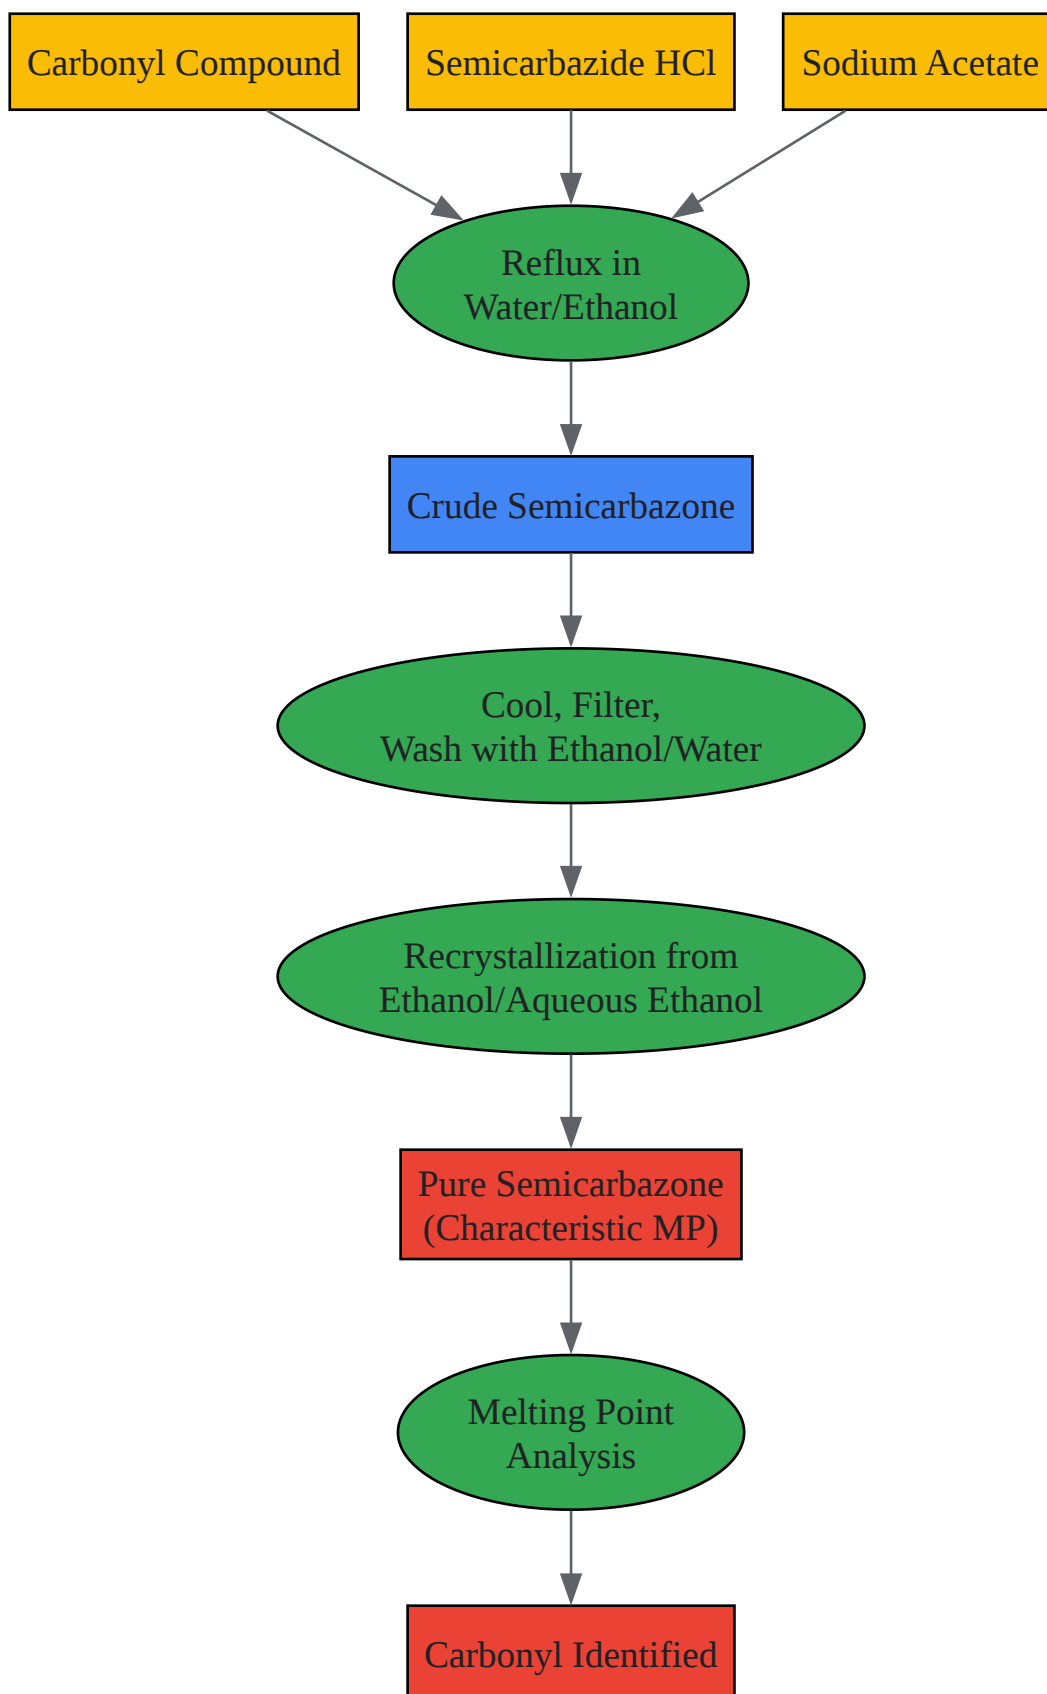 Carbonyl Compound
Semicarbazide HCl
Sodium Acetate
Reflux in
Water/Ethanol
Crude Semicarbazone
Cool, Filter,
Wash with Ethanol/Water
Recrystallization from
Ethanol/Aqueous Ethanol
Pure Semicarbazone
(Characteristic MP)
Melting Point
Analysis
Carbonyl Identified